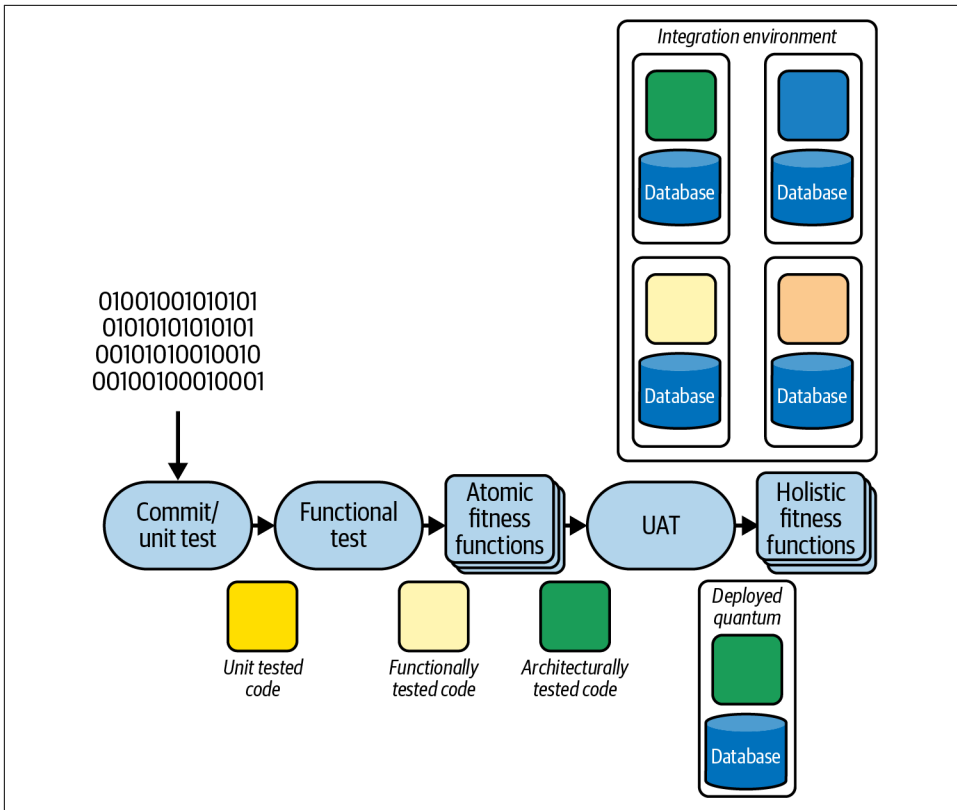 Integration environment
Database
Database
Database
Database
01001001010101
01010101010101
00101010010010
00100100010001
Commit/
unit test
Functional
test
Atomic
fitness
functions
UAT
Holistic
fitness
functions
Unit tested
code
Functionally
tested code
Architecturally
tested code
Deployed
quantum
Database